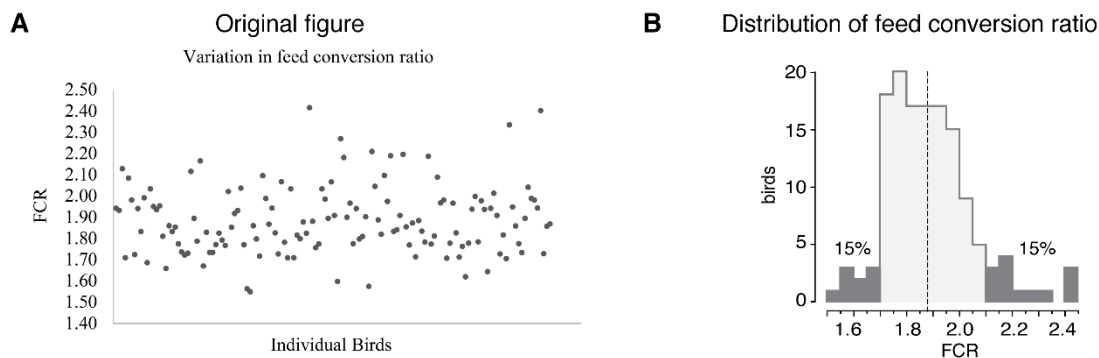 A
Original figure
Variation in feed conversion ratio
2.50
2.40
2.30
2.20
2.10
2.00
1.90
1.80
1.70
1.60
1.50
1.40
FCR
Individual Birds
B
Distribution of feed conversion ratio
20
15
10
5
0
birds
15%
15%
1.6
1.8
2.0
2.2
2.4
FCR